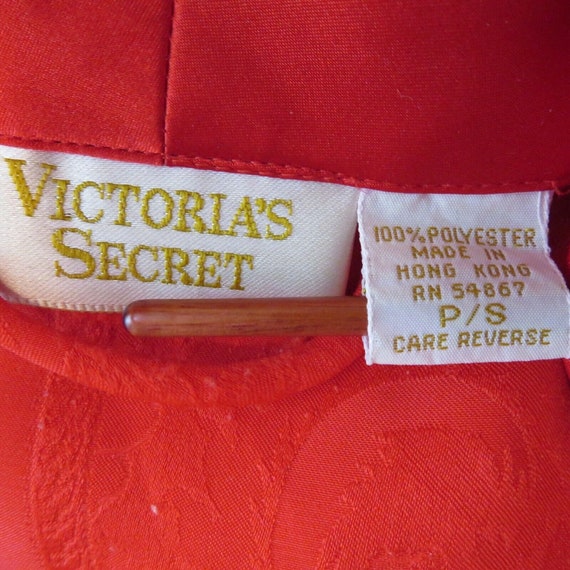 VICTORIA'S
SECRET
100% POLYESTER
MADE IN
HONG KONG
RN 54867
P/S
CARE REVERSE